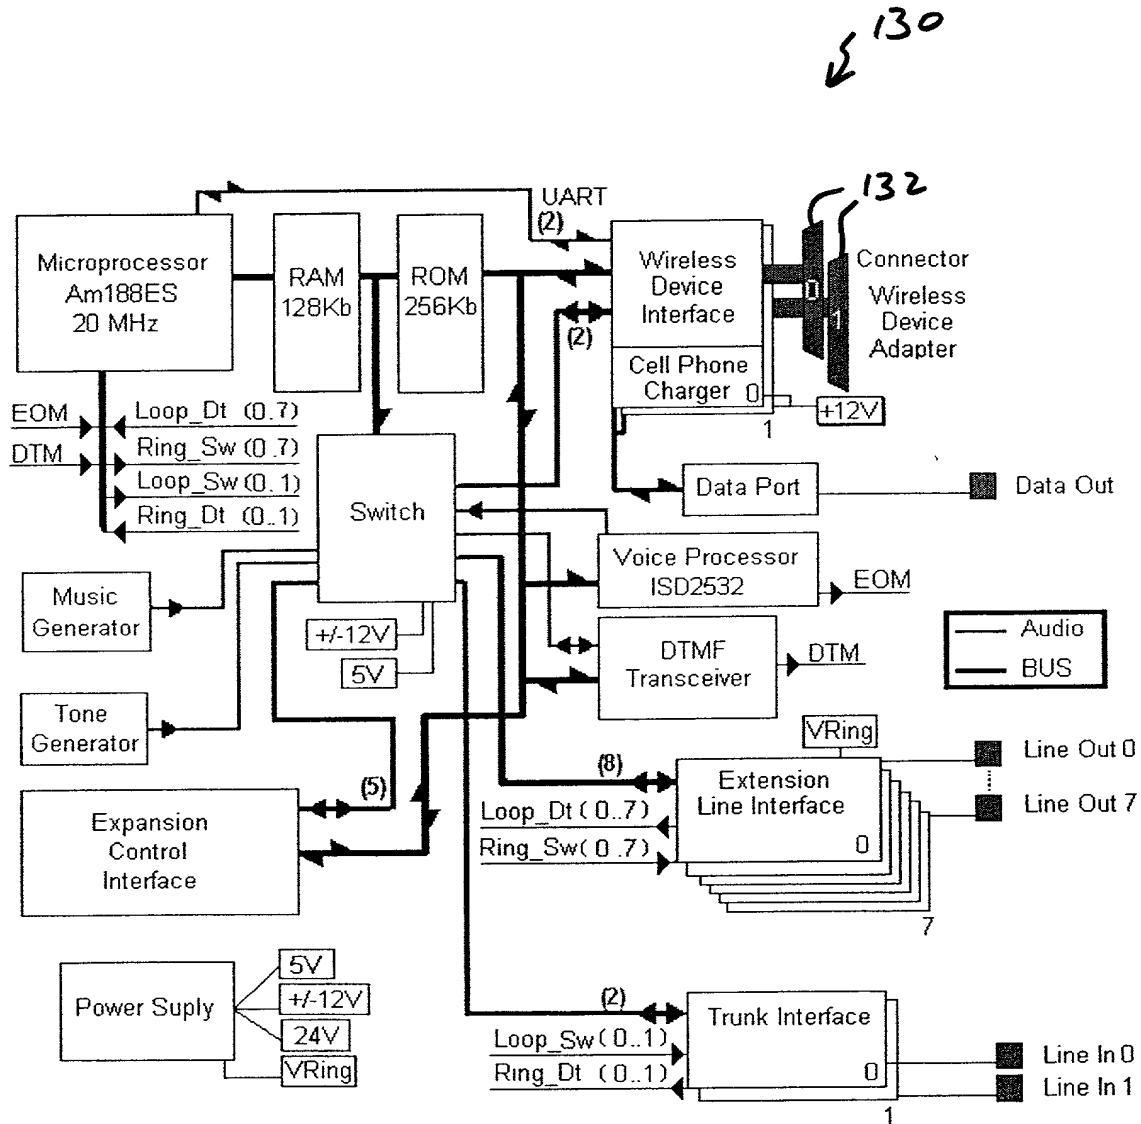 130
132
UART
(2)
Microprocessor
Am188ES
20 MHz
RAM
128Kb
ROM
256Kb
Wireless
Device
Interface
Connector
Wireless
Device
Adapter
0
1
(2)
Cell Phone
Charger
0
1
+12V
EOM
Loop_Dt (0.7)
DTM
Ring_Sw (0.7)
Loop_Sw (0..1)
Ring_Dt (0..1)
Switch
Data Port
Data Out
Voice Processor
ISD2532
EOM
Music
Generator
+/-12V
5V
DTMF
Transceiver
DTM
Audio
BUS
Tone
Generator
VRing
Line Out 0
Line Out 7
(5)
(8)
Extension
Line Interface
0
7
Loop_Dt (0..7)
Ring_Sw (0.7)
Expansion
Control
Interface
Power Suply
5V
+/-12V
24V
VRing
(2)
Trunk Interface
0
1
Loop_Sw (0..1)
Ring_Dt (0..1)
Line In 0
Line In 1